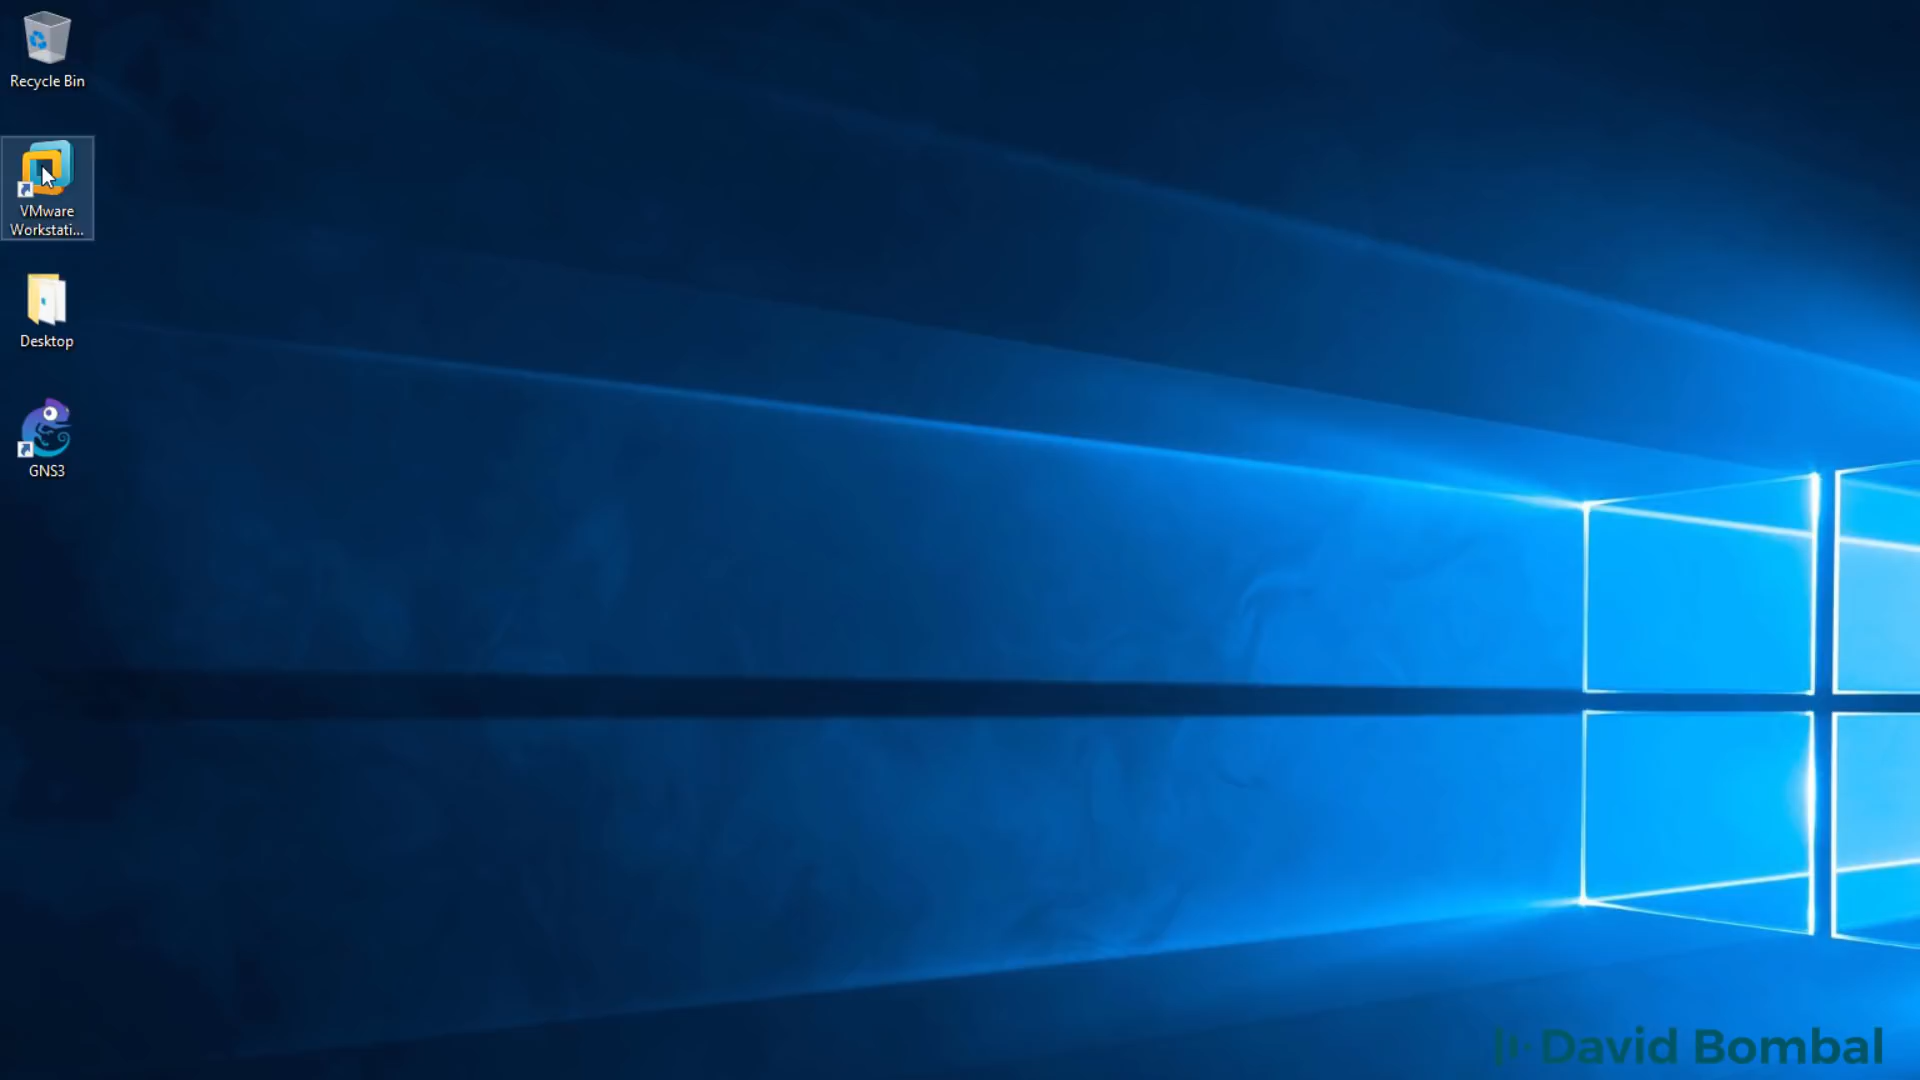 Recycle Bin
VMware
Workstati...
Desktop
GNS3
David Bombal